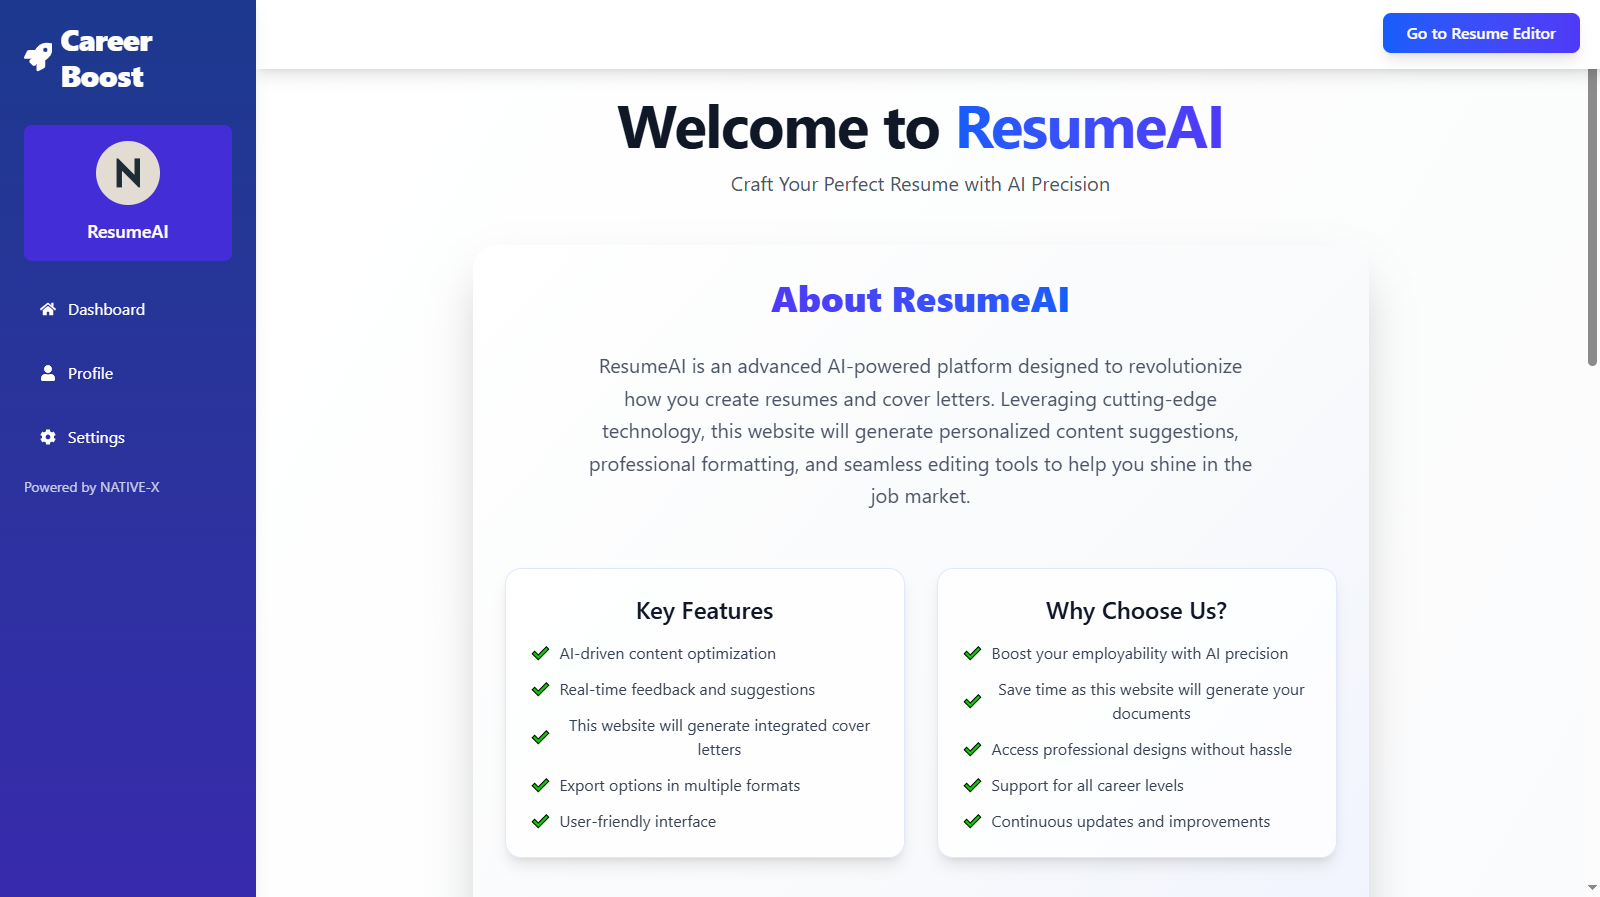 Career
Boost
N
ResumeAI
Dashboard
Profile
Settings
Powered by NATIVE-X
Go to Resume Editor
Welcome to ResumeAI
Craft Your Perfect Resume with AI Precision
About ResumeAI
ResumeAI is an advanced AI-powered platform designed to revolutionize
how you create resumes and cover letters. Leveraging cutting-edge
technology, this website will generate personalized content suggestions,
professional formatting, and seamless editing tools to help you shine in the
job market.
Key Features
AI-driven content optimization
Real-time feedback and suggestions
This website will generate integrated cover
letters
Export options in multiple formats
User-friendly interface
Why Choose Us?
Boost your employability with AI precision
Save time as this website will generate your
documents
Access professional designs without hassle
Support for all career levels
Continuous updates and improvements